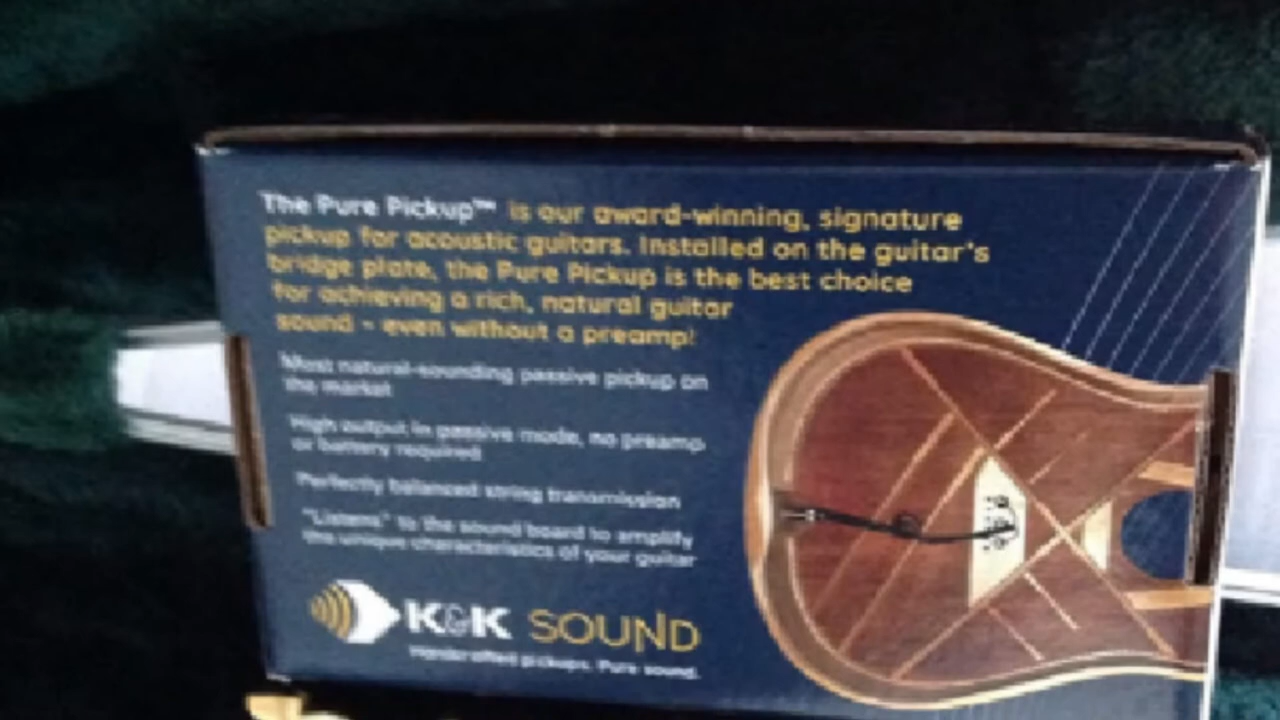 The Pure Pickup™ is our award-winning, signature
pickup for acoustic guitars. Installed on the guitar's
bridge plate, the Pure Pickup is the best choice
for achieving a rich, natural guitar
sound - even without a preamp!
Most natural-sounding passive pickup on
the market
High output in passive mode, no preamp
or battery required
Perfectly balanced string transmission
"Listens" to the sound board to amplify
the unique characteristics of your guitar
K&K SOUND
Handcrafted pickups. Pure sound.